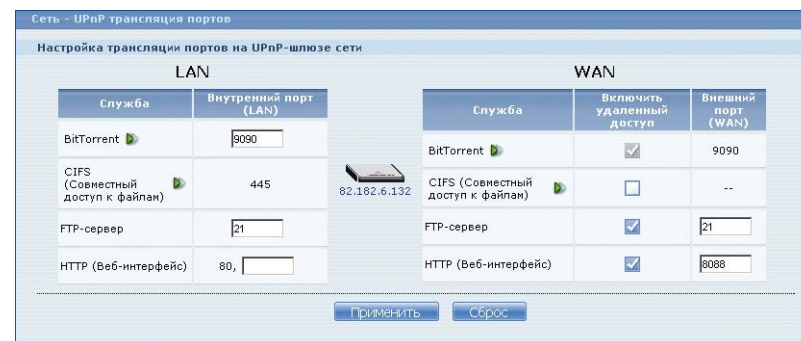 Сеть - UPnP трансляция портов
Настройка трансляции портов на UPnP-шлюзе сети
LAN
Служба
Внутренний порт
(LAN)
BitTorrent
9090
CIFS
(Совместный
доступ к файлам)
445
FTP-сервер
21
HTTP (Веб-интерфейс)
80,
82.182.6.132
WAN
Служба
Включить
удаленный
доступ
Внешний
порт
(WAN)
BitTorrent
9090
CIFS (Совместный
доступ к файлам)
--
FTP-сервер
21
HTTP (Веб-интерфейс)
8088
Применить
Сброс